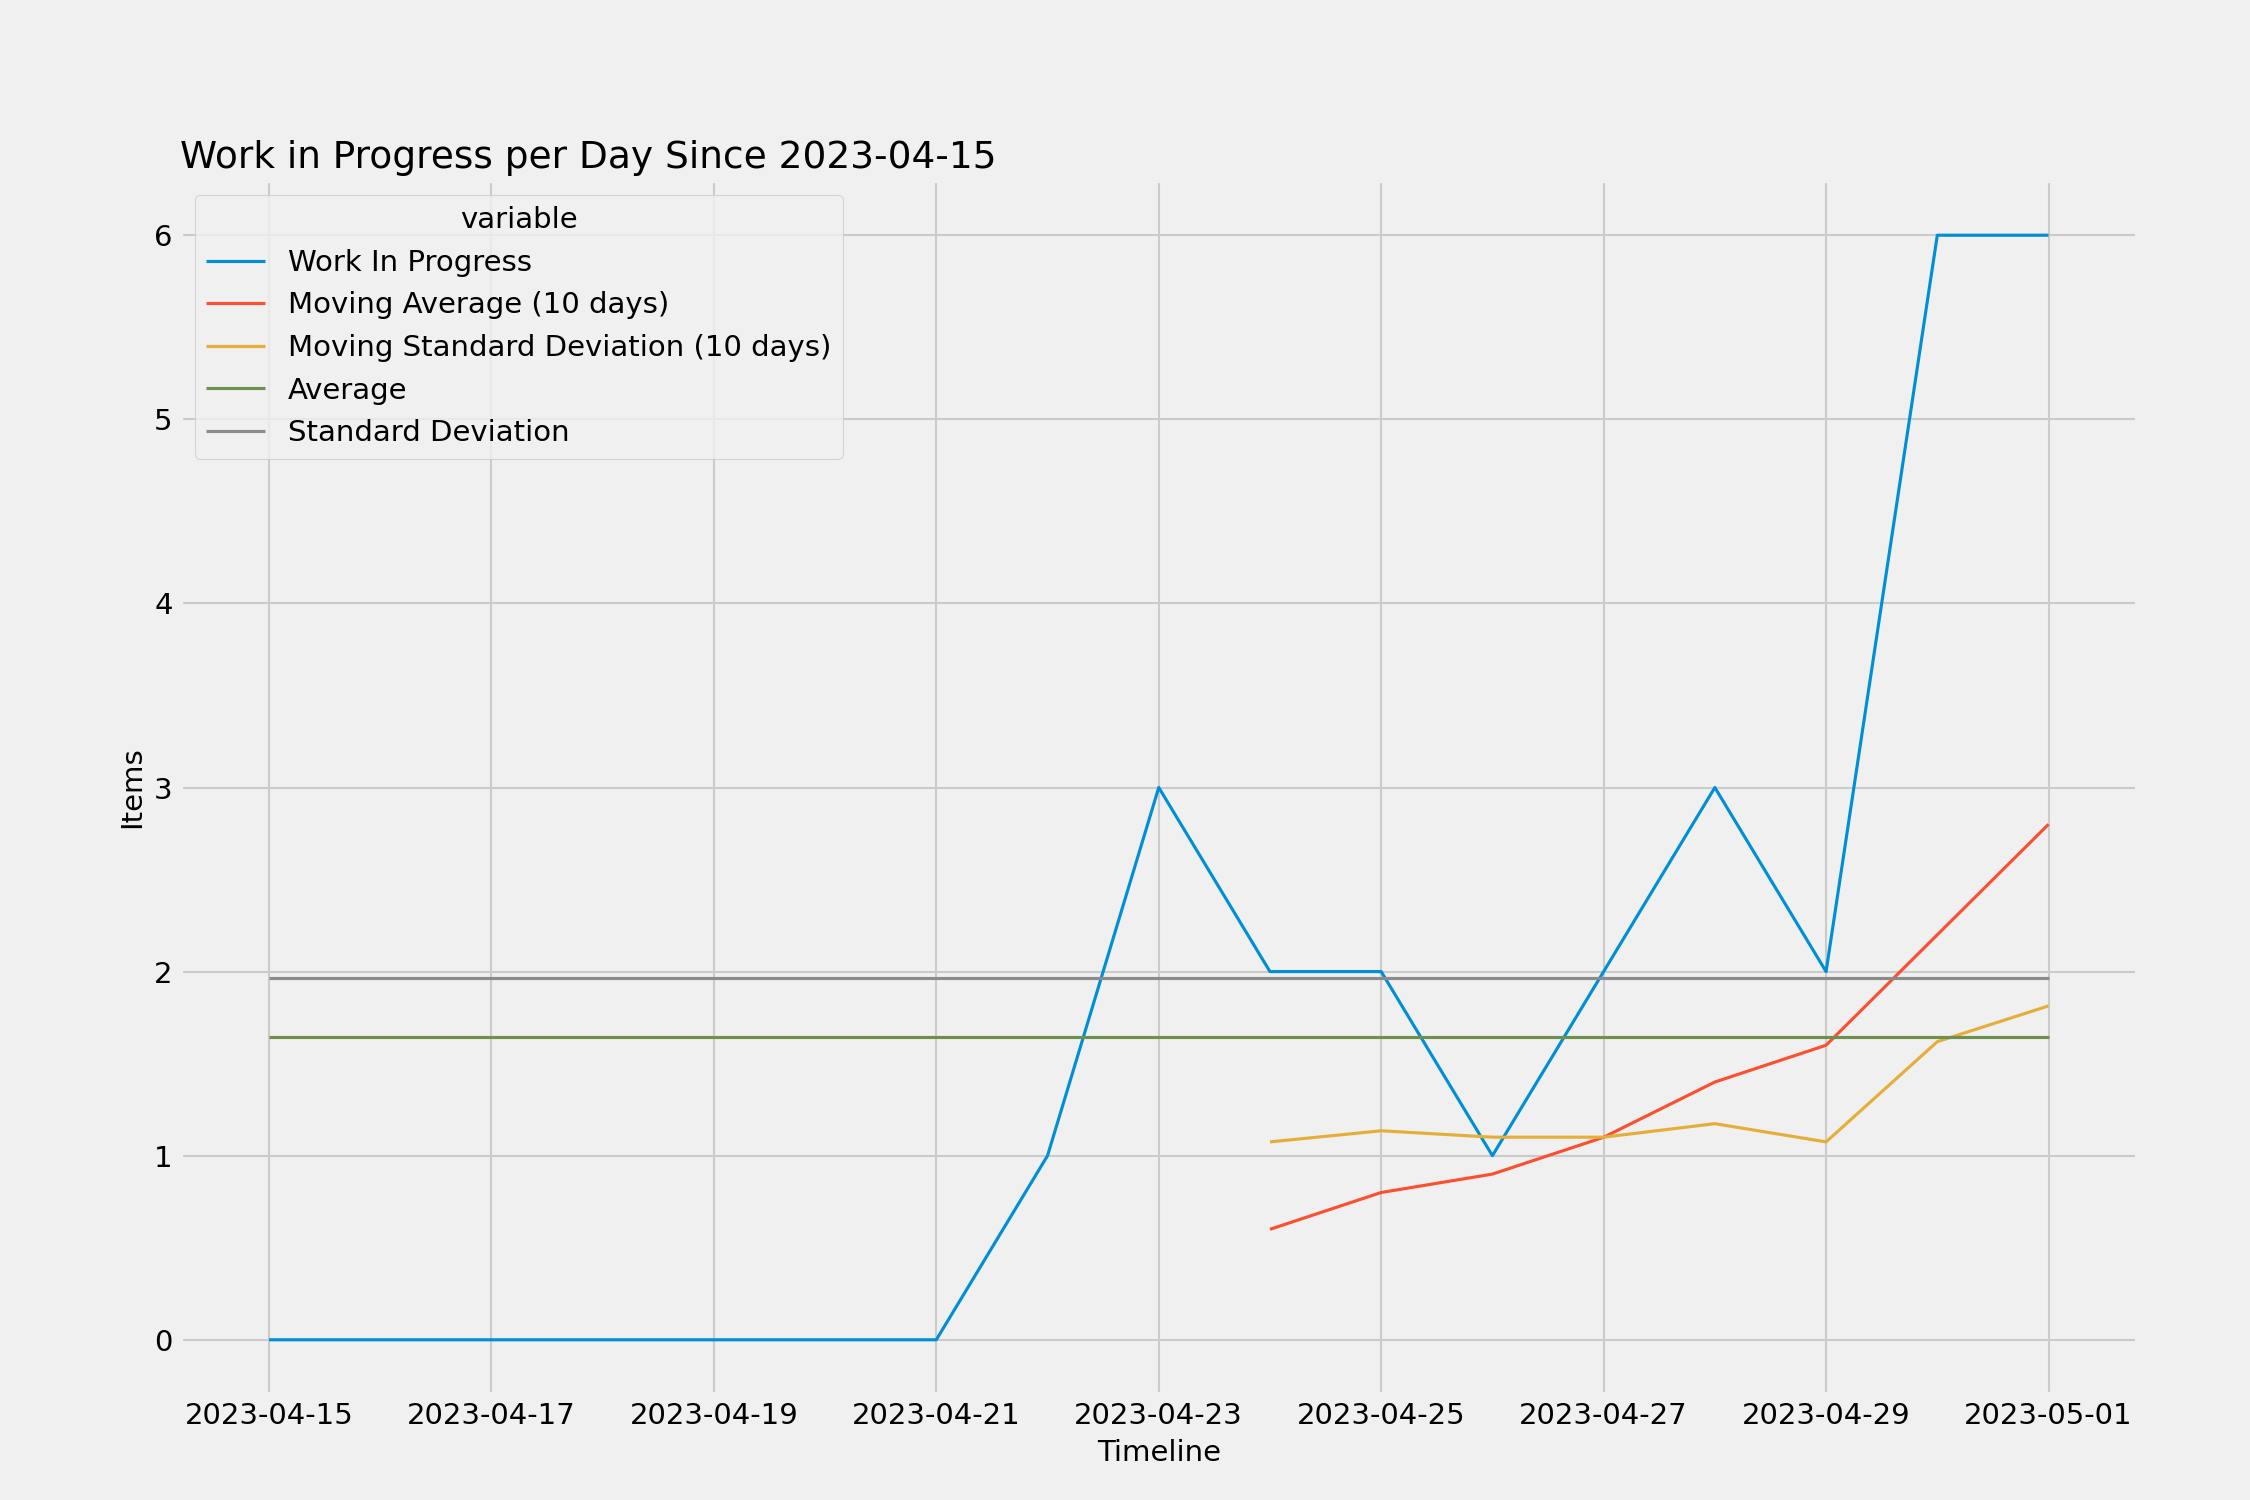 Work in Progress per Day Since 2023-04-15
variable
Work In Progress
Moving Average (10 days)
Moving Standard Deviation (10 days)
Average
Standard Deviation
6
5
4
3
2
1
0
Items
2023-04-15 2023-04-17 2023-04-19 2023-04-21 2023-04-23 2023-04-25 2023-04-27 2023-04-29 2023-05-01
Timeline